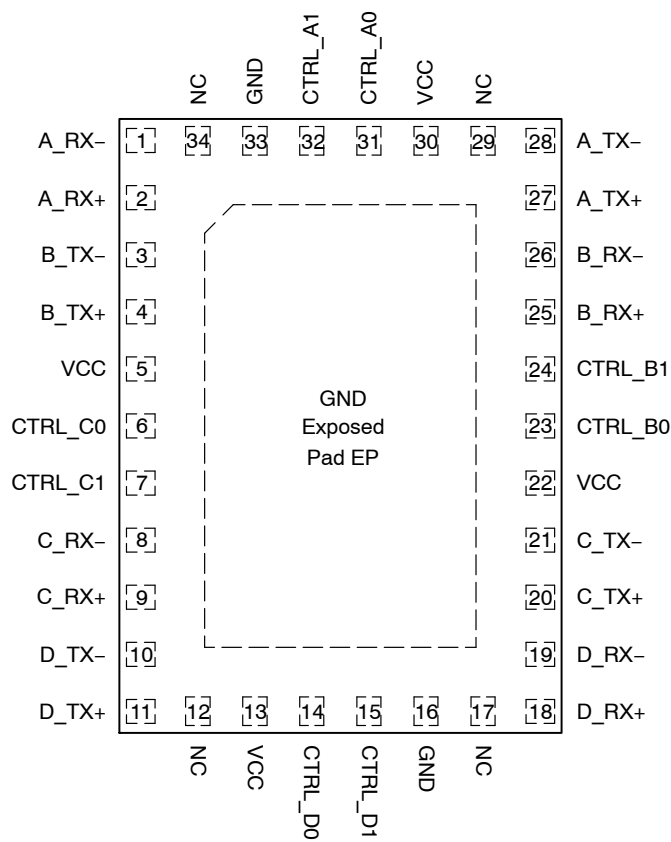 NC
GND
CTRL_A1
CTRL_A0
VCC
NC
A_RX− 1 34 33 32 31 30 29 28 A_TX−
A_RX+ 2 27 A_TX+
B_TX− 3 26 B_RX−
B_TX+ 4 25 B_RX+
VCC 5 24 CTRL_B1
CTRL_C0 6 23 CTRL_B0
CTRL_C1 7 22 VCC
C_RX− 8 21 C_TX−
C_RX+ 9 20 C_TX+
D_TX− 10 19 D_RX−
D_TX+ 11 12 13 14 15 16 17 18 D_RX+
GND
Exposed
Pad EP
NC
VCC
CTRL_D0
CTRL_D1
GND
NC